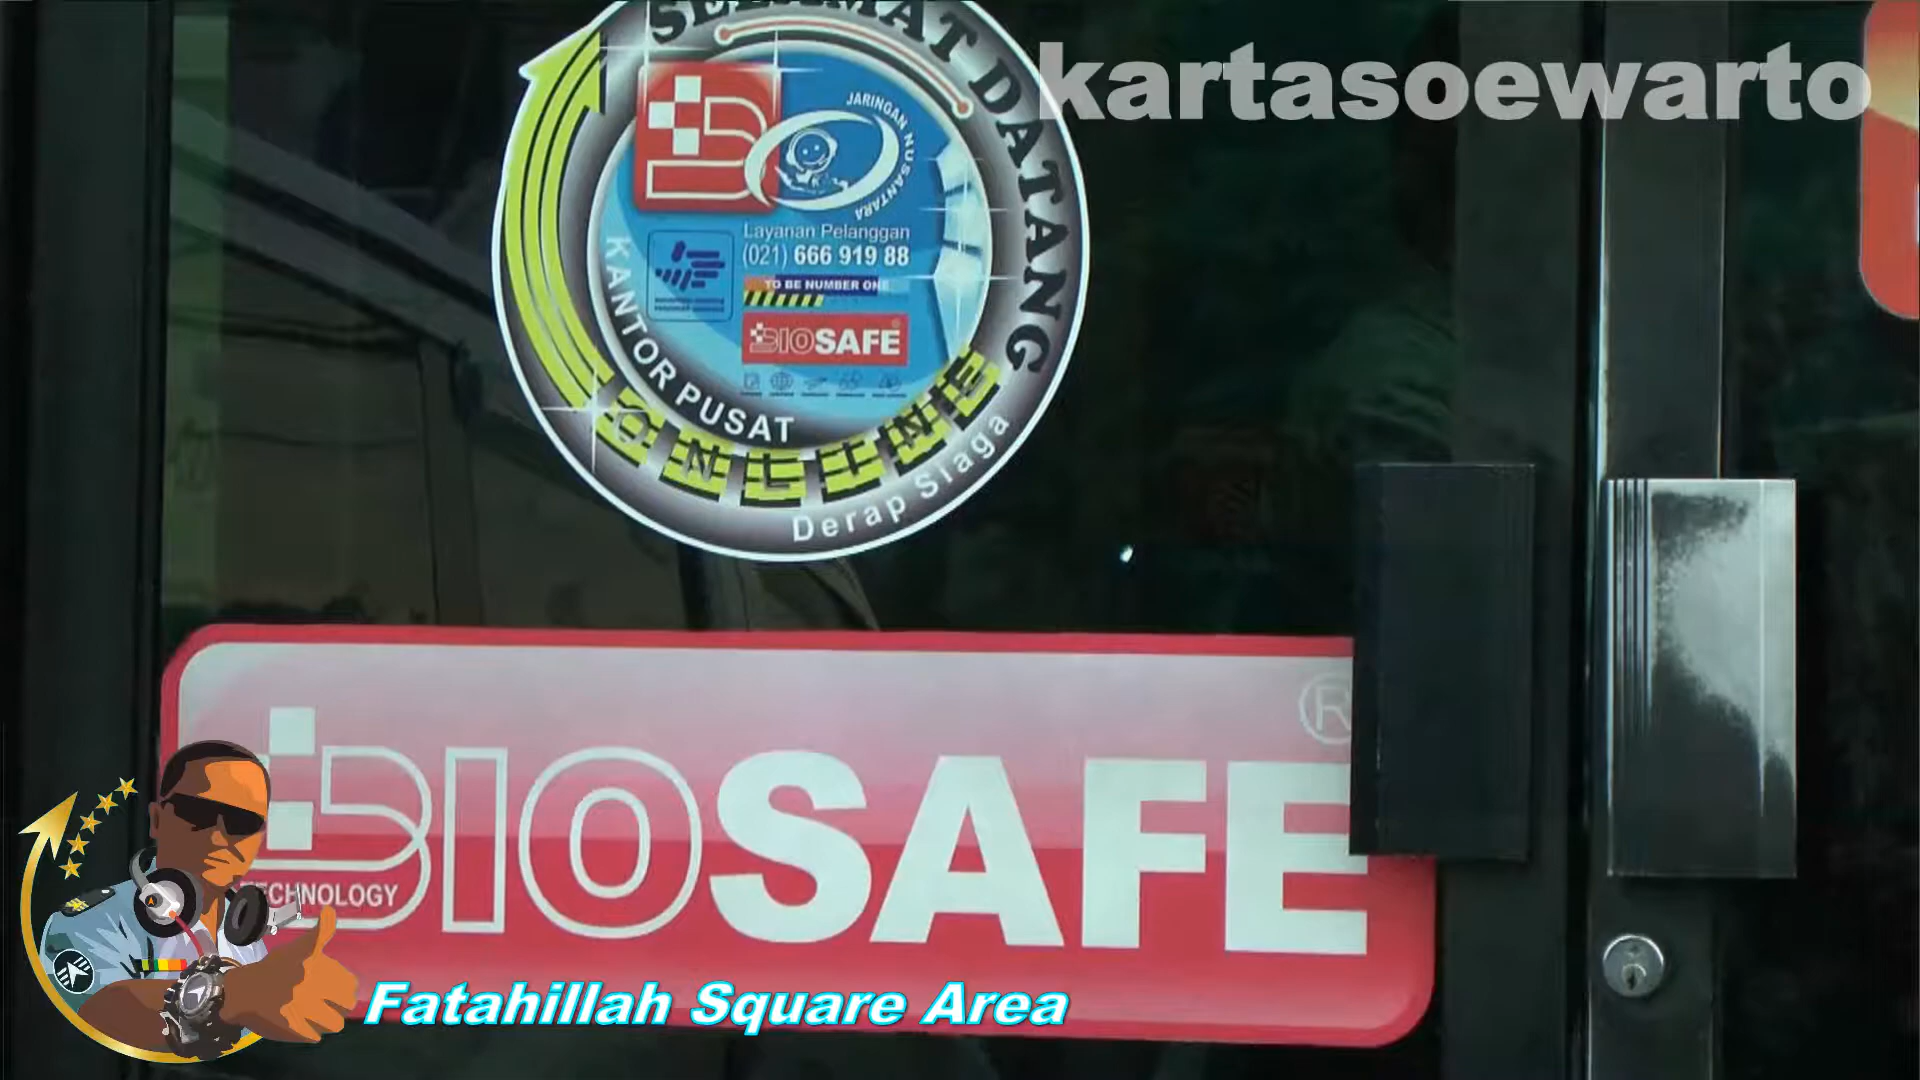 SELAMAT DATANG
kartasoewarto
JARINGAN NUSANTARA
Layanan Pelanggan
(021) 666 919 88
TO BE NUMBER ONE
BIOSAFE
KANTOR PUSAT
ONLINE
Derap Siaga
®
BIOSAFE
TECHNOLOGY
Fatahillah Square Area